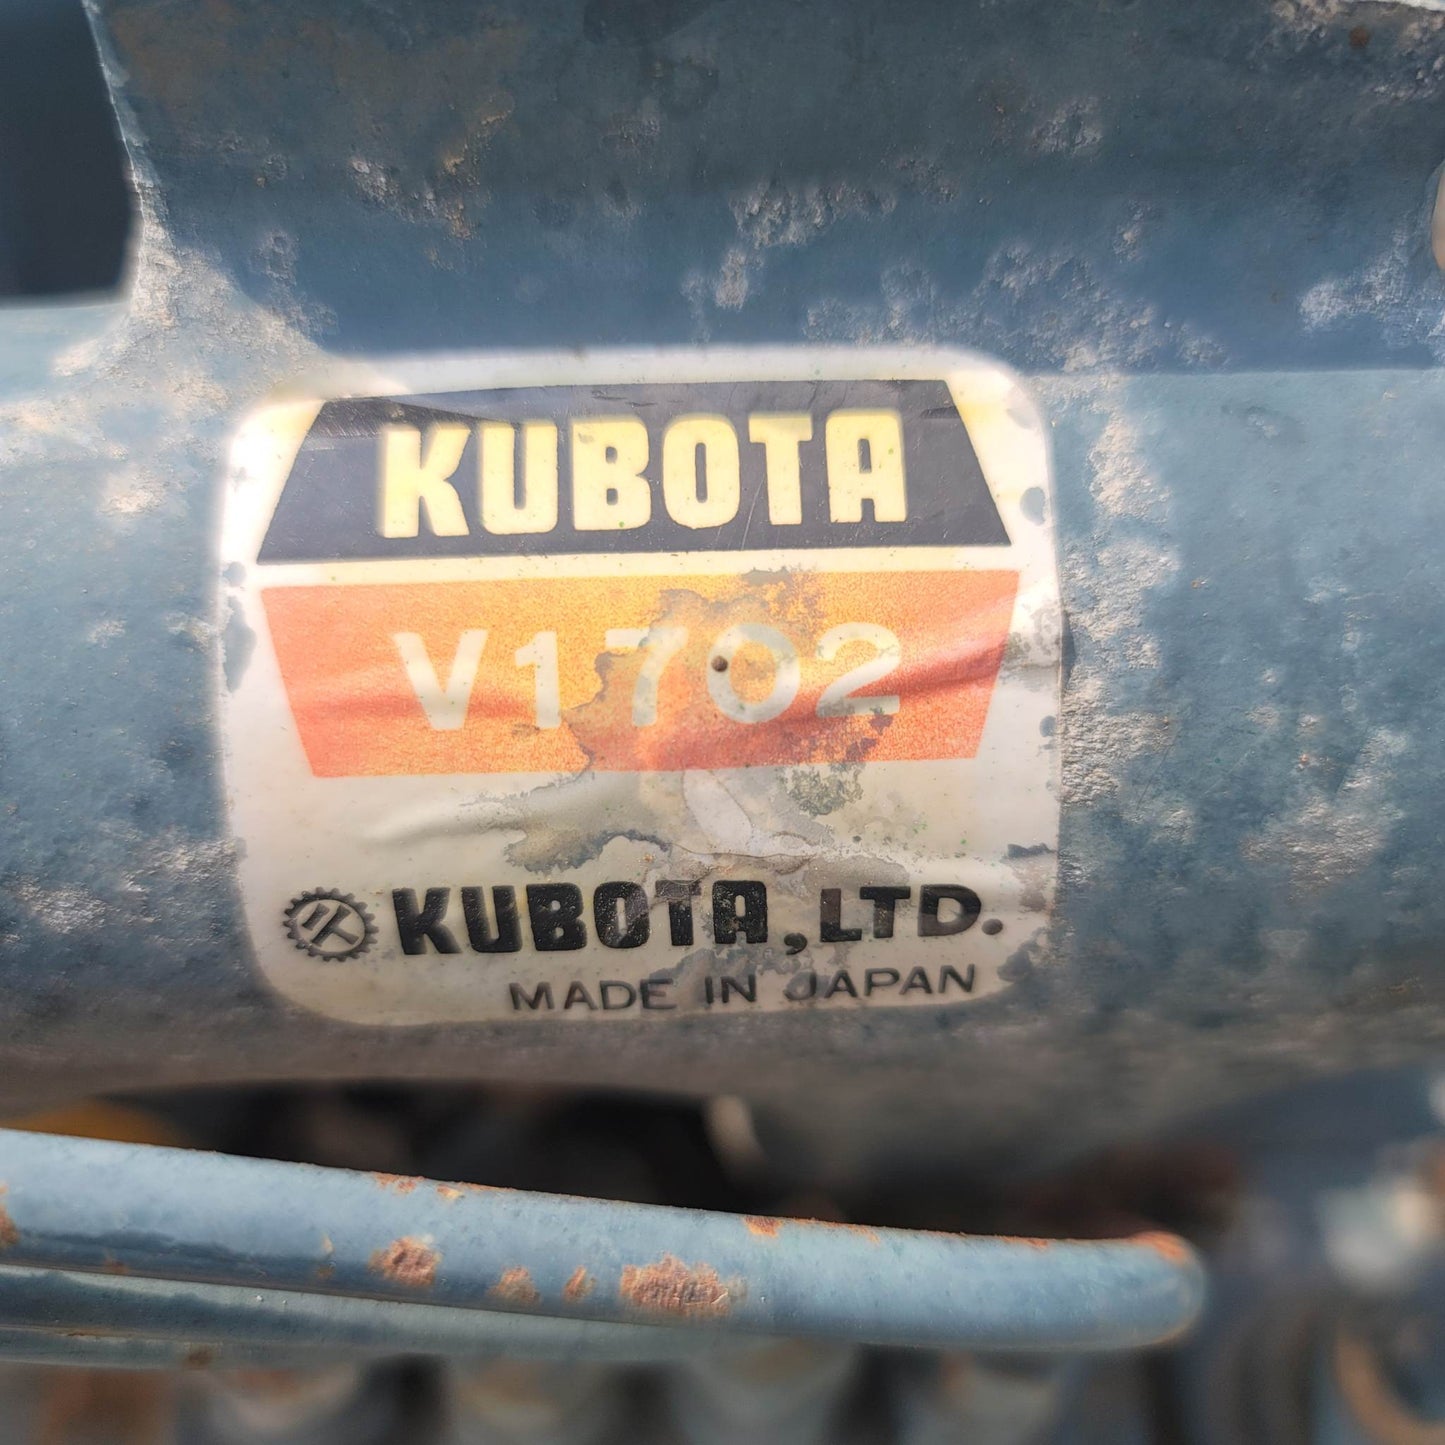 KUBOTA
V1702
KUBOTA, LTD.
MADE IN JAPAN